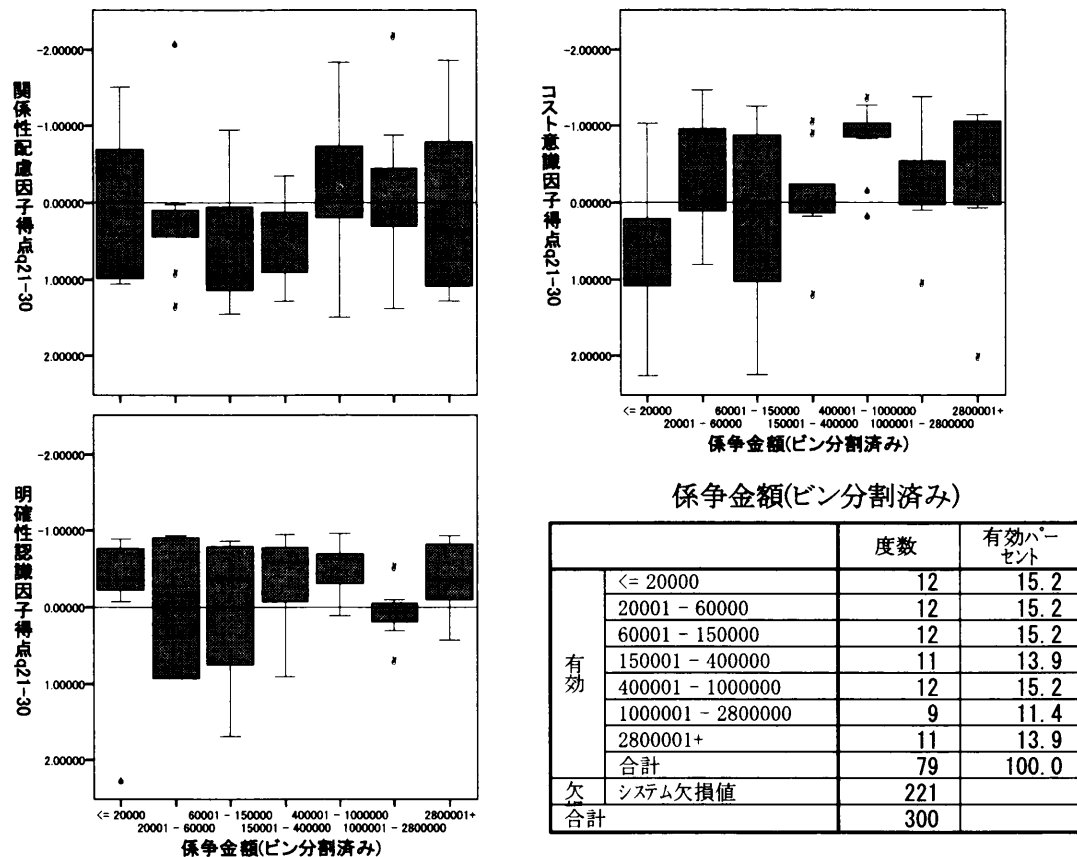 関係性配慮因子得点q21-30
-2.00000
-1.00000
0.00000
1.00000
2.00000
コスト意識因子得点q21-30
-2.00000
-1.00000
0.00000
1.00000
2.00000
<= 20000
60001 - 150000
400001 - 1000000
2800001+
20001 - 60000
150001 - 400000
1000001 - 2800000
係争金額(ビン分割済み)
明確性認識因子得点q21-30
-2.00000
-1.00000
0.00000
1.00000
2.00000
<= 20000
60001 - 150000
400001 - 1000000
2800001+
20001 - 60000
150001 - 400000
1000001 - 2800000
係争金額(ビン分割済み)
係争金額(ビン分割済み)
度数 有効パーセント
有効 <= 20000 12 15.2
20001 - 60000 12 15.2
60001 - 150000 12 15.2
150001 - 400000 11 13.9
400001 - 1000000 12 15.2
1000001 - 2800000 9 11.4
2800001+ 11 13.9
合計 79 100.0
欠 システム欠損値 221
合計 300